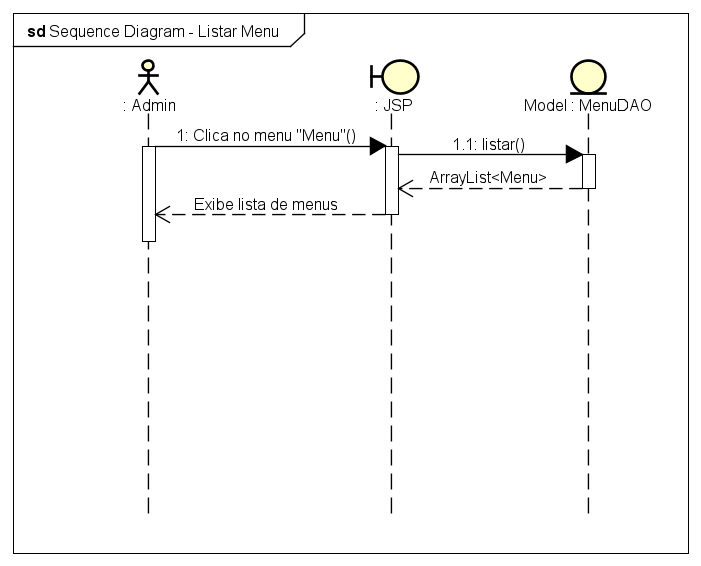 sd Sequence Diagram - Listar Menu
: Admin
: JSP
Model : MenuDAO
1: Clica no menu "Menu"()
1.1: listar()
ArrayList<Menu>
Exibe lista de menus